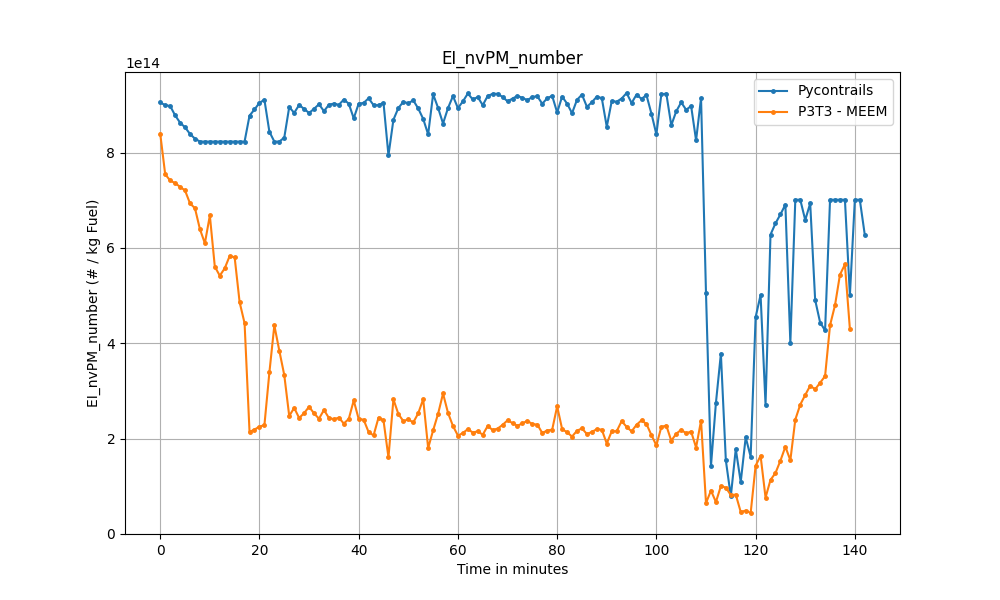 EI_nvPM_number
1e14
Pycontrails
P3T3 - MEEM
EI_nvPM_number (# / kg Fuel)
8
6
4
2
0
0 20 40 60 80 100 120 140
Time in minutes